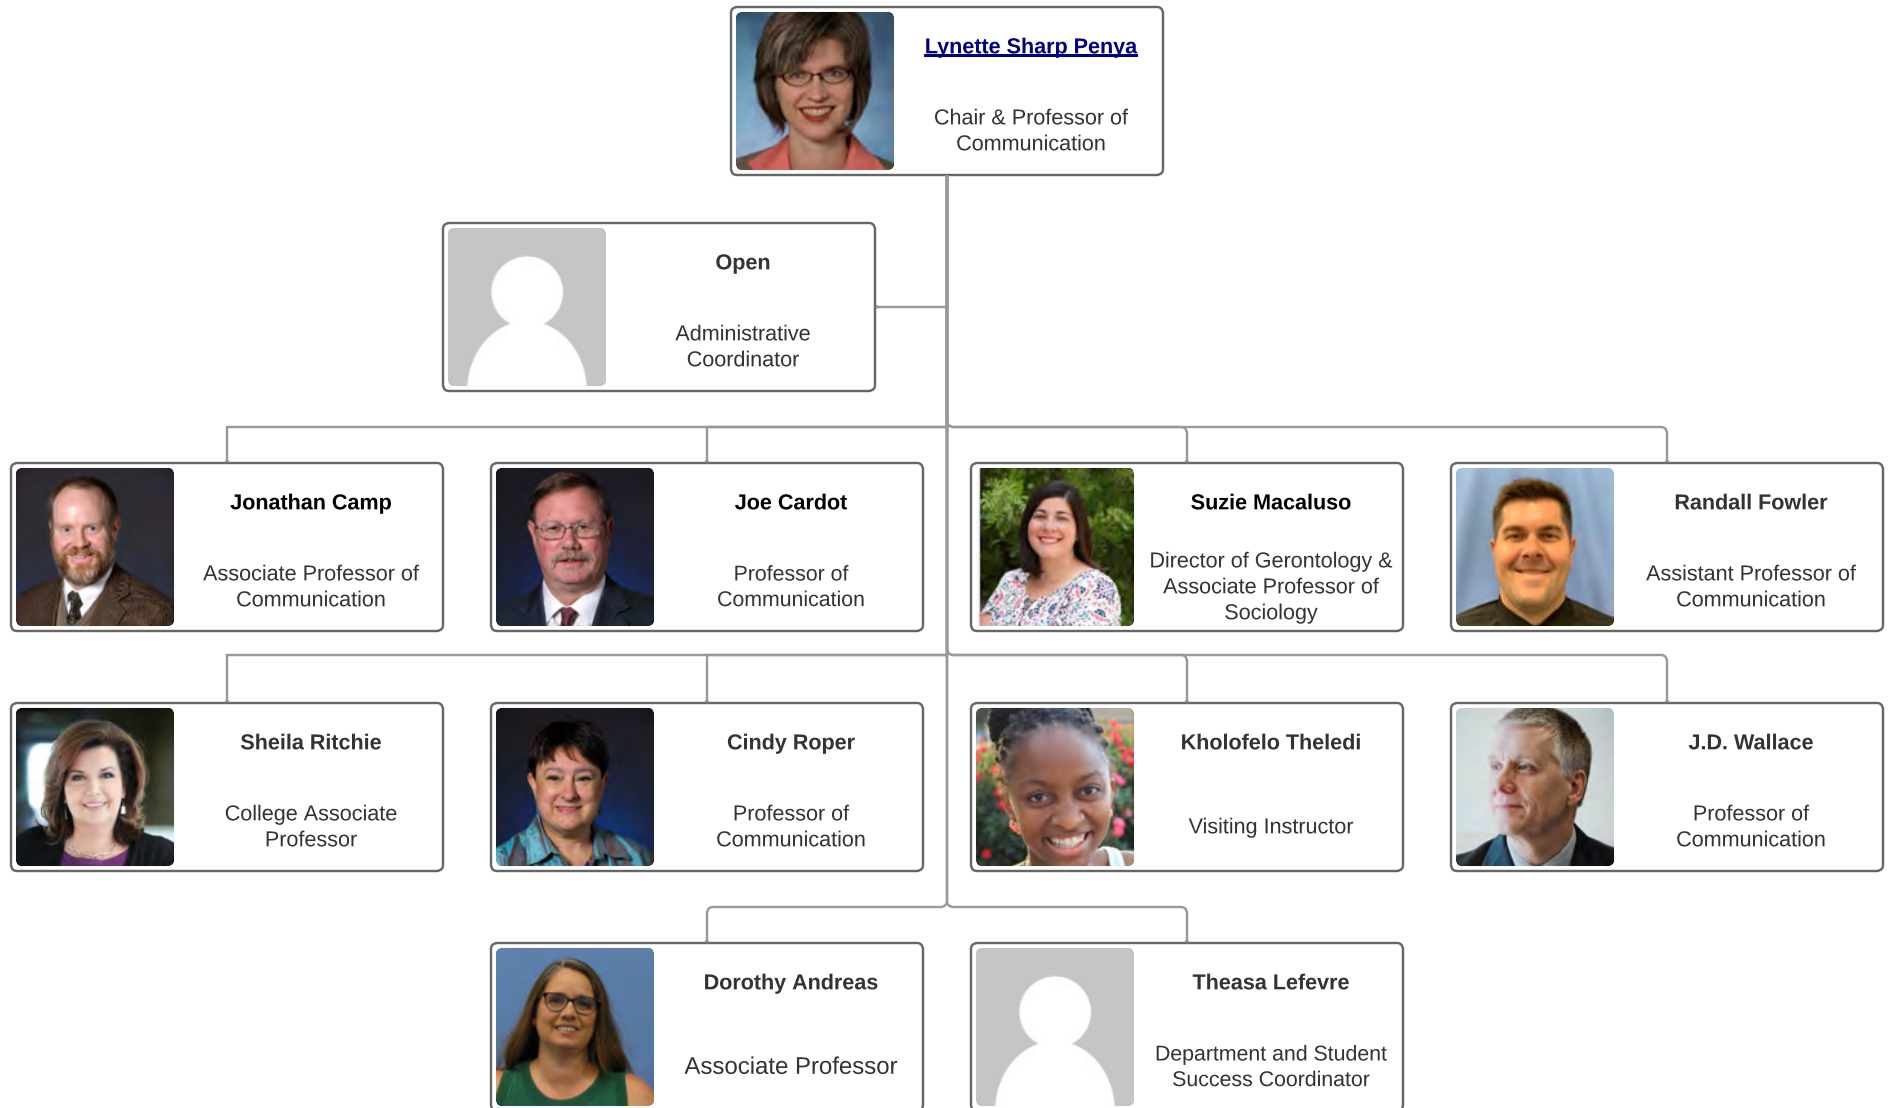 Lynette Sharp Penya
Chair & Professor of
Communication
Open
Administrative
Coordinator
Jonathan Camp
Associate Professor of
Communication
Joe Cardot
Professor of
Communication
Suzie Macaluso
Director of Gerontology &
Associate Professor of
Sociology
Randall Fowler
Assistant Professor of
Communication
Sheila Ritchie
College Associate
Professor
Cindy Roper
Professor of
Communication
Kholofelo Theledi
Visiting Instructor
J.D. Wallace
Professor of
Communication
Dorothy Andreas
Associate Professor
Theasa Lefevre
Department and Student
Success Coordinator